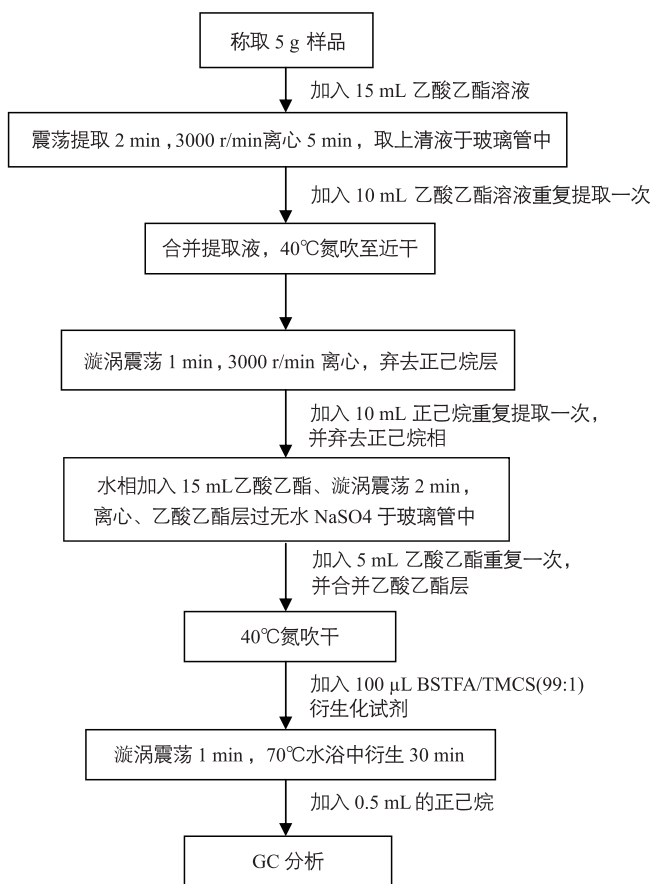 称取 5 g 样品
加入 15 mL 乙酸乙酯溶液
震荡提取 2 min , 3000 r/min离心 5 min，取上清液于玻璃管中
加入 10 mL 乙酸乙酯溶液重复提取一次
合并提取液，40℃氮吹至近干
漩涡震荡 1 min , 3000 r/min 离心，弃去正己烷层
加入 10 mL 正己烷重复提取一次，
并弃去正己烷相
水相加入 15 mL乙酸乙酯、漩涡震荡 2 min，
离心、乙酸乙酯层过无水 NaSO4 于玻璃管中
加入 5 mL 乙酸乙酯重复一次，
并合并乙酸乙酯层
40℃氮吹干
加入 100 μL BSTFA/TMCS(99:1)
衍生化试剂
漩涡震荡 1 min，70℃水浴中衍生 30 min
加入 0.5 mL 的正己烷
GC 分析